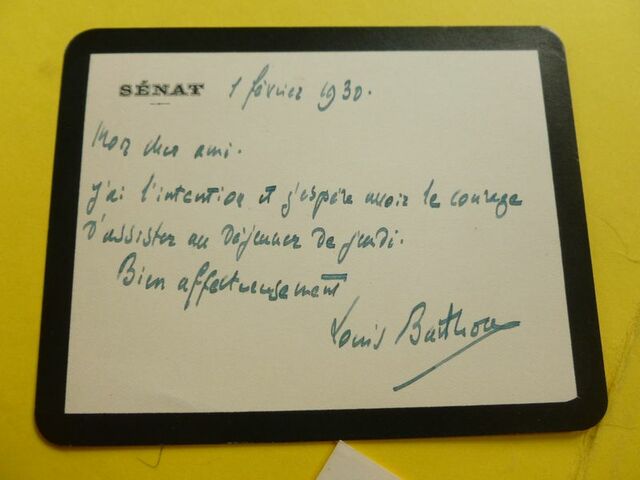 SÉNAT 1 février 1930.
Mon cher ami.
J'ai l'intention et j'espère avoir le courage
D'assister au Déjeuner De jeudi.
Bien affectueusement
Louis Barthou